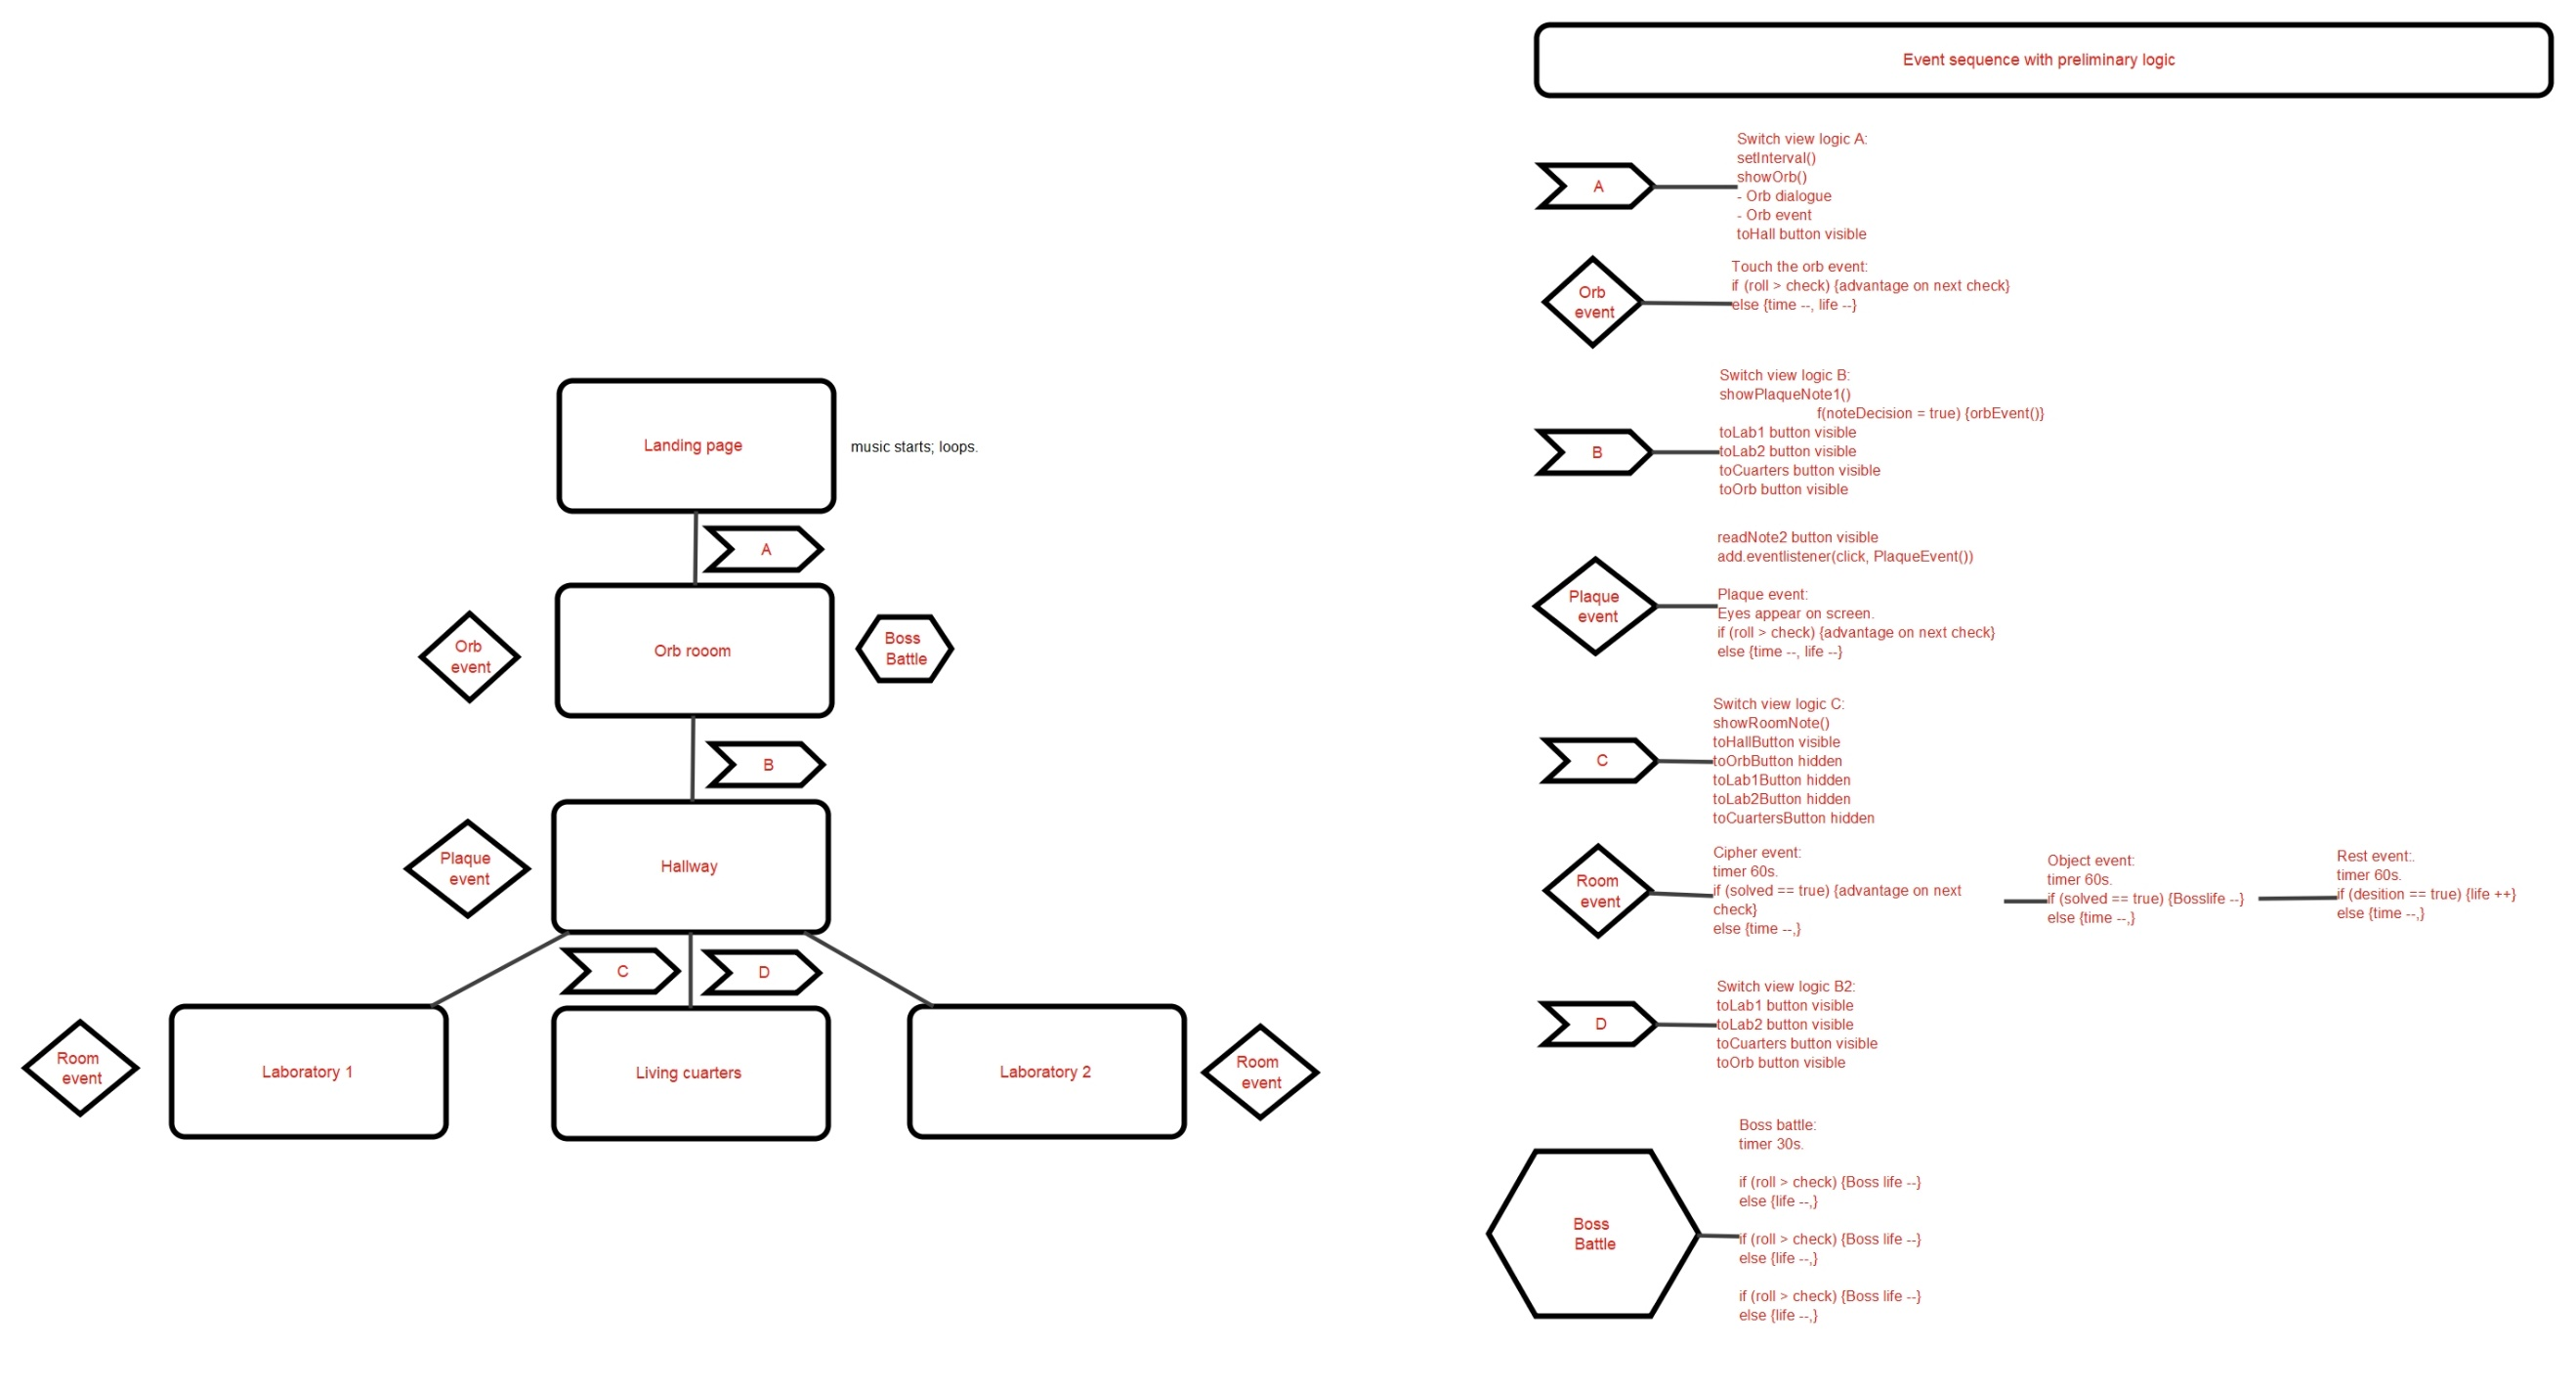 Landing page
music starts; loops.
A
Orb
event
Orb rooom
Boss
Battle
B
Plaque
event
Hallway
C
D
Room
event
Laboratory 1
Living cuarters
Laboratory 2
Room
event
Event sequence with preliminary logic
A
Switch view logic A:
setInterval()
showOrb()
- Orb dialogue
- Orb event
toHall button visible
Orb
event
Touch the orb event:
if (roll > check) {advantage on next check}
else {time --, life --}
B
Switch view logic B:
showPlaqueNote1()
f(noteDecision = true) {orbEvent()}
toLab1 button visible
toLab2 button visible
toCuarters button visible
toOrb button visible
Plaque
event
readNote2 button visible
add.eventlistener(click, PlaqueEvent())
Plaque event:
Eyes appear on screen.
if (roll > check) {advantage on next check}
else {time --, life --}
C
Switch view logic C:
showRoomNote()
toHallButton visible
toOrbButton hidden
toLab1Button hidden
toLab2Button hidden
toCuartersButton hidden
Room
event
Cipher event:
timer 60s.
if (solved == true) {advantage on next
check}
else {time --,}
Object event:
timer 60s.
if (solved == true) {Bosslife --}
else {time --,}
Rest event:.
timer 60s.
if (desition == true) {life ++}
else {time --,}
D
Switch view logic B2:
toLab1 button visible
toLab2 button visible
toCuarters button visible
toOrb button visible
Boss
Battle
Boss battle:
timer 30s.
if (roll > check) {Boss life --}
else {life --,}
if (roll > check) {Boss life --}
else {life --,}
if (roll > check) {Boss life --}
else {life --,}